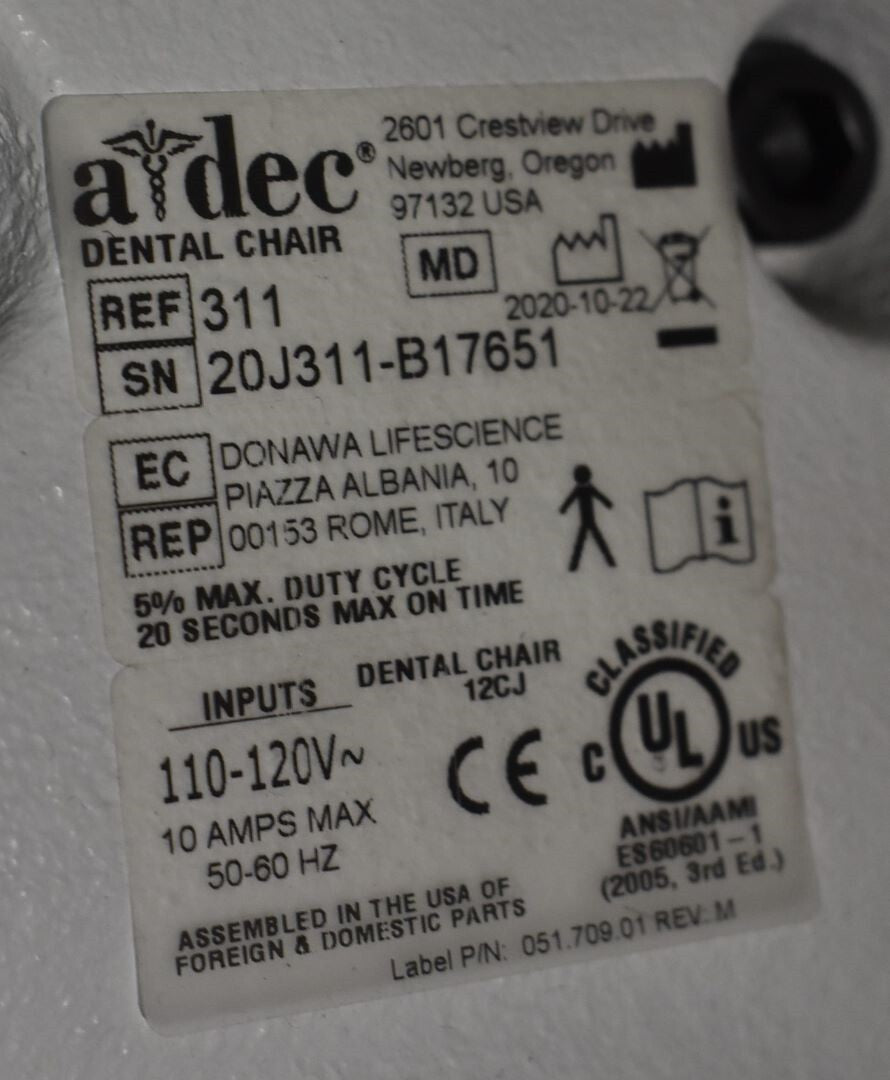 a dec®
2601 Crestview Drive
Newberg, Oregon
97132 USA
DENTAL CHAIR
MD
REF 311
2020-10-22
SN 20J311-B17651
EC REP
DONAWA LIFESCIENCE
PIAZZA ALBANIA, 10
00153 ROME, ITALY
i
5% MAX. DUTY CYCLE
20 SECONDS MAX ON TIME
INPUTS
110-120V~
10 AMPS MAX
50-60 HZ
DENTAL CHAIR
12CJ
CE
CLASSIFIED
C UL US
ANSI/AAMI
ES60601-1
(2005, 3rd Ed.)
ASSEMBLED IN THE USA OF
FOREIGN & DOMESTIC PARTS
Label P/N: 051.709.01 REV: M